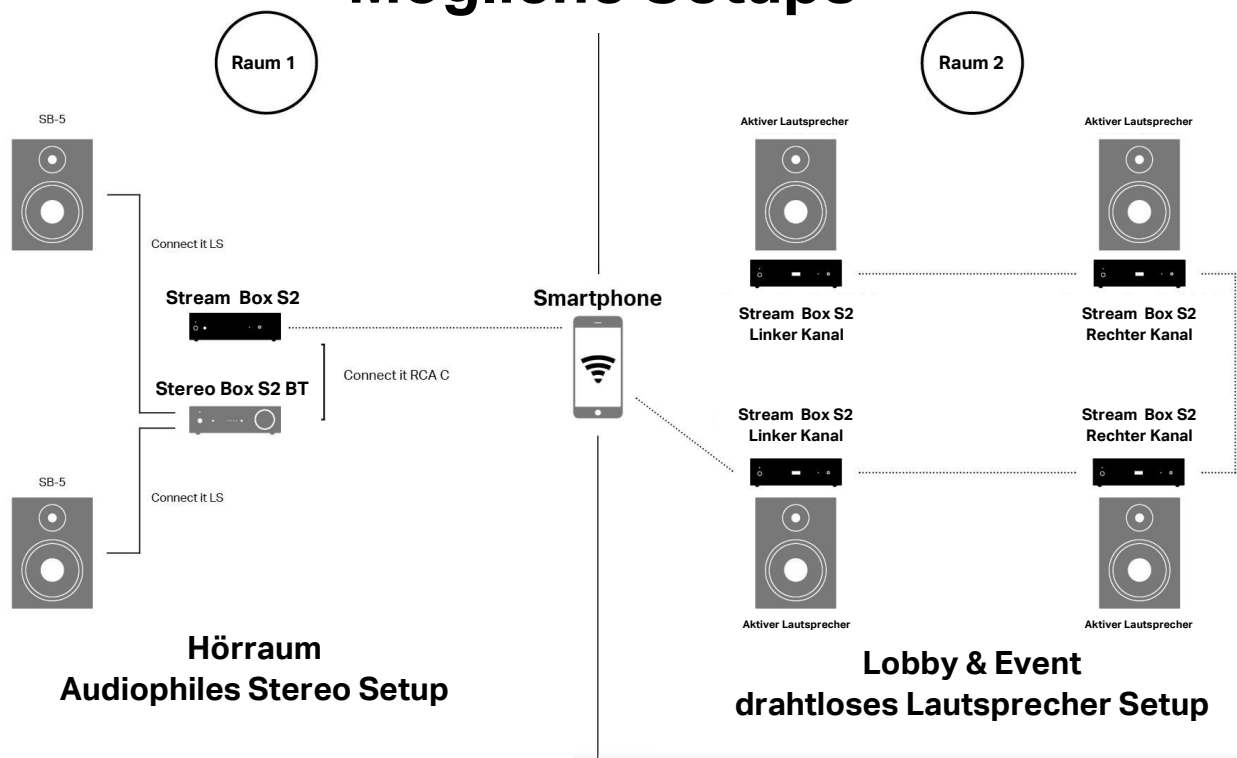 Mögliche Setups
Raum 1
Raum 2
SB-5
Connect it LS
Stream Box S2
Stereo Box S2 BT
Connect it RCA C
SB-5
Connect it LS
Hörraum
Audiophiles Stereo Setup
Smartphone
Aktiver Lautsprecher
Aktiver Lautsprecher
Stream Box S2
Linker Kanal
Stream Box S2
Rechter Kanal
Stream Box S2
Linker Kanal
Stream Box S2
Rechter Kanal
Aktiver Lautsprecher
Aktiver Lautsprecher
Lobby & Event
drahtloses Lautsprecher Setup